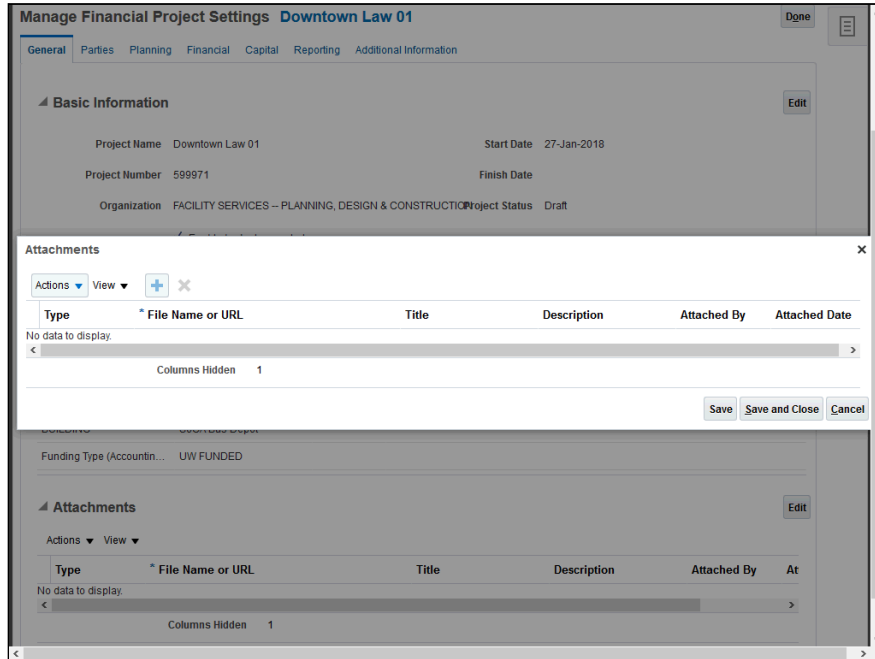 Manage Financial Project Settings Downtown Law 01
Done
General Parties Planning Financial Capital Reporting Additional Information
Basic Information
Edit
Project Name Downtown Law 01 Start Date 27-Jan-2018
Project Number 599971 Finish Date
Organization FACILITY SERVICES -- PLANNING, DESIGN & CONSTRUCTION Project Status Draft
Attachments
Actions View
Type * File Name or URL Title Description Attached By Attached Date
No data to display.
Columns Hidden 1
Save Save and Close Cancel
Funding Type (Accountin... UW FUNDED
Attachments
Edit
Actions View
Type * File Name or URL Title Description Attached By At
No data to display.
Columns Hidden 1